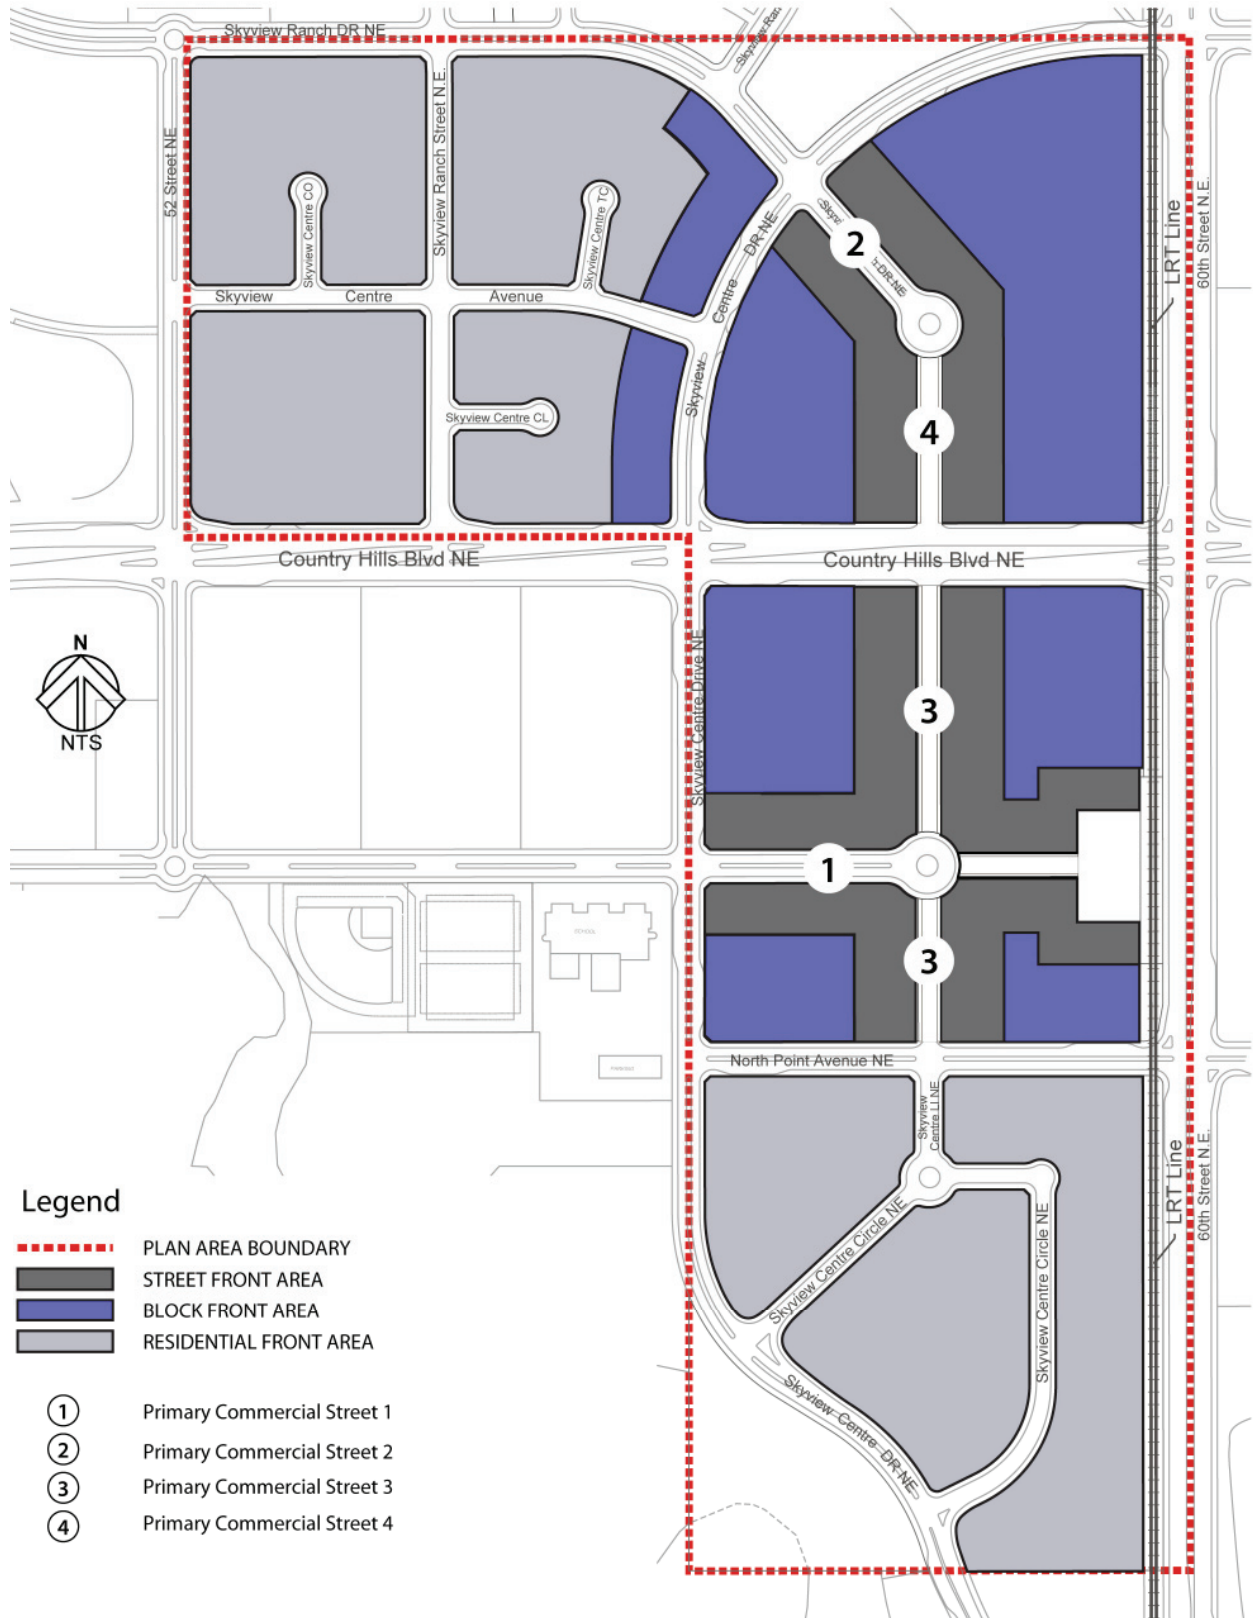 Skyview Ranch DR NE
Skyview Ran
52 Street NE
Skyview Ranch Street N.E.
Skyview Centre CO
Skyview Centre TC
Skyview Centre Avenue
Skyview Centre DR NE
DR NE
2
4
LRT Line
60th Street N.E.
Skyview Centre CL
Country Hills Blvd NE
Country Hills Blvd NE
N
NTS
Skyview Centre Drive NE
3
1
3
SCHOOL
North Point Avenue NE
Skyview
Centre LI NE
Skyview Centre Circle NE
Skyview Centre Circle NE
Skyview Centre DR NE
LRT Line
60th Street N.E.
Legend
PLAN AREA BOUNDARY
STREET FRONT AREA
BLOCK FRONT AREA
RESIDENTIAL FRONT AREA
1 Primary Commercial Street 1
2 Primary Commercial Street 2
3 Primary Commercial Street 3
4 Primary Commercial Street 4